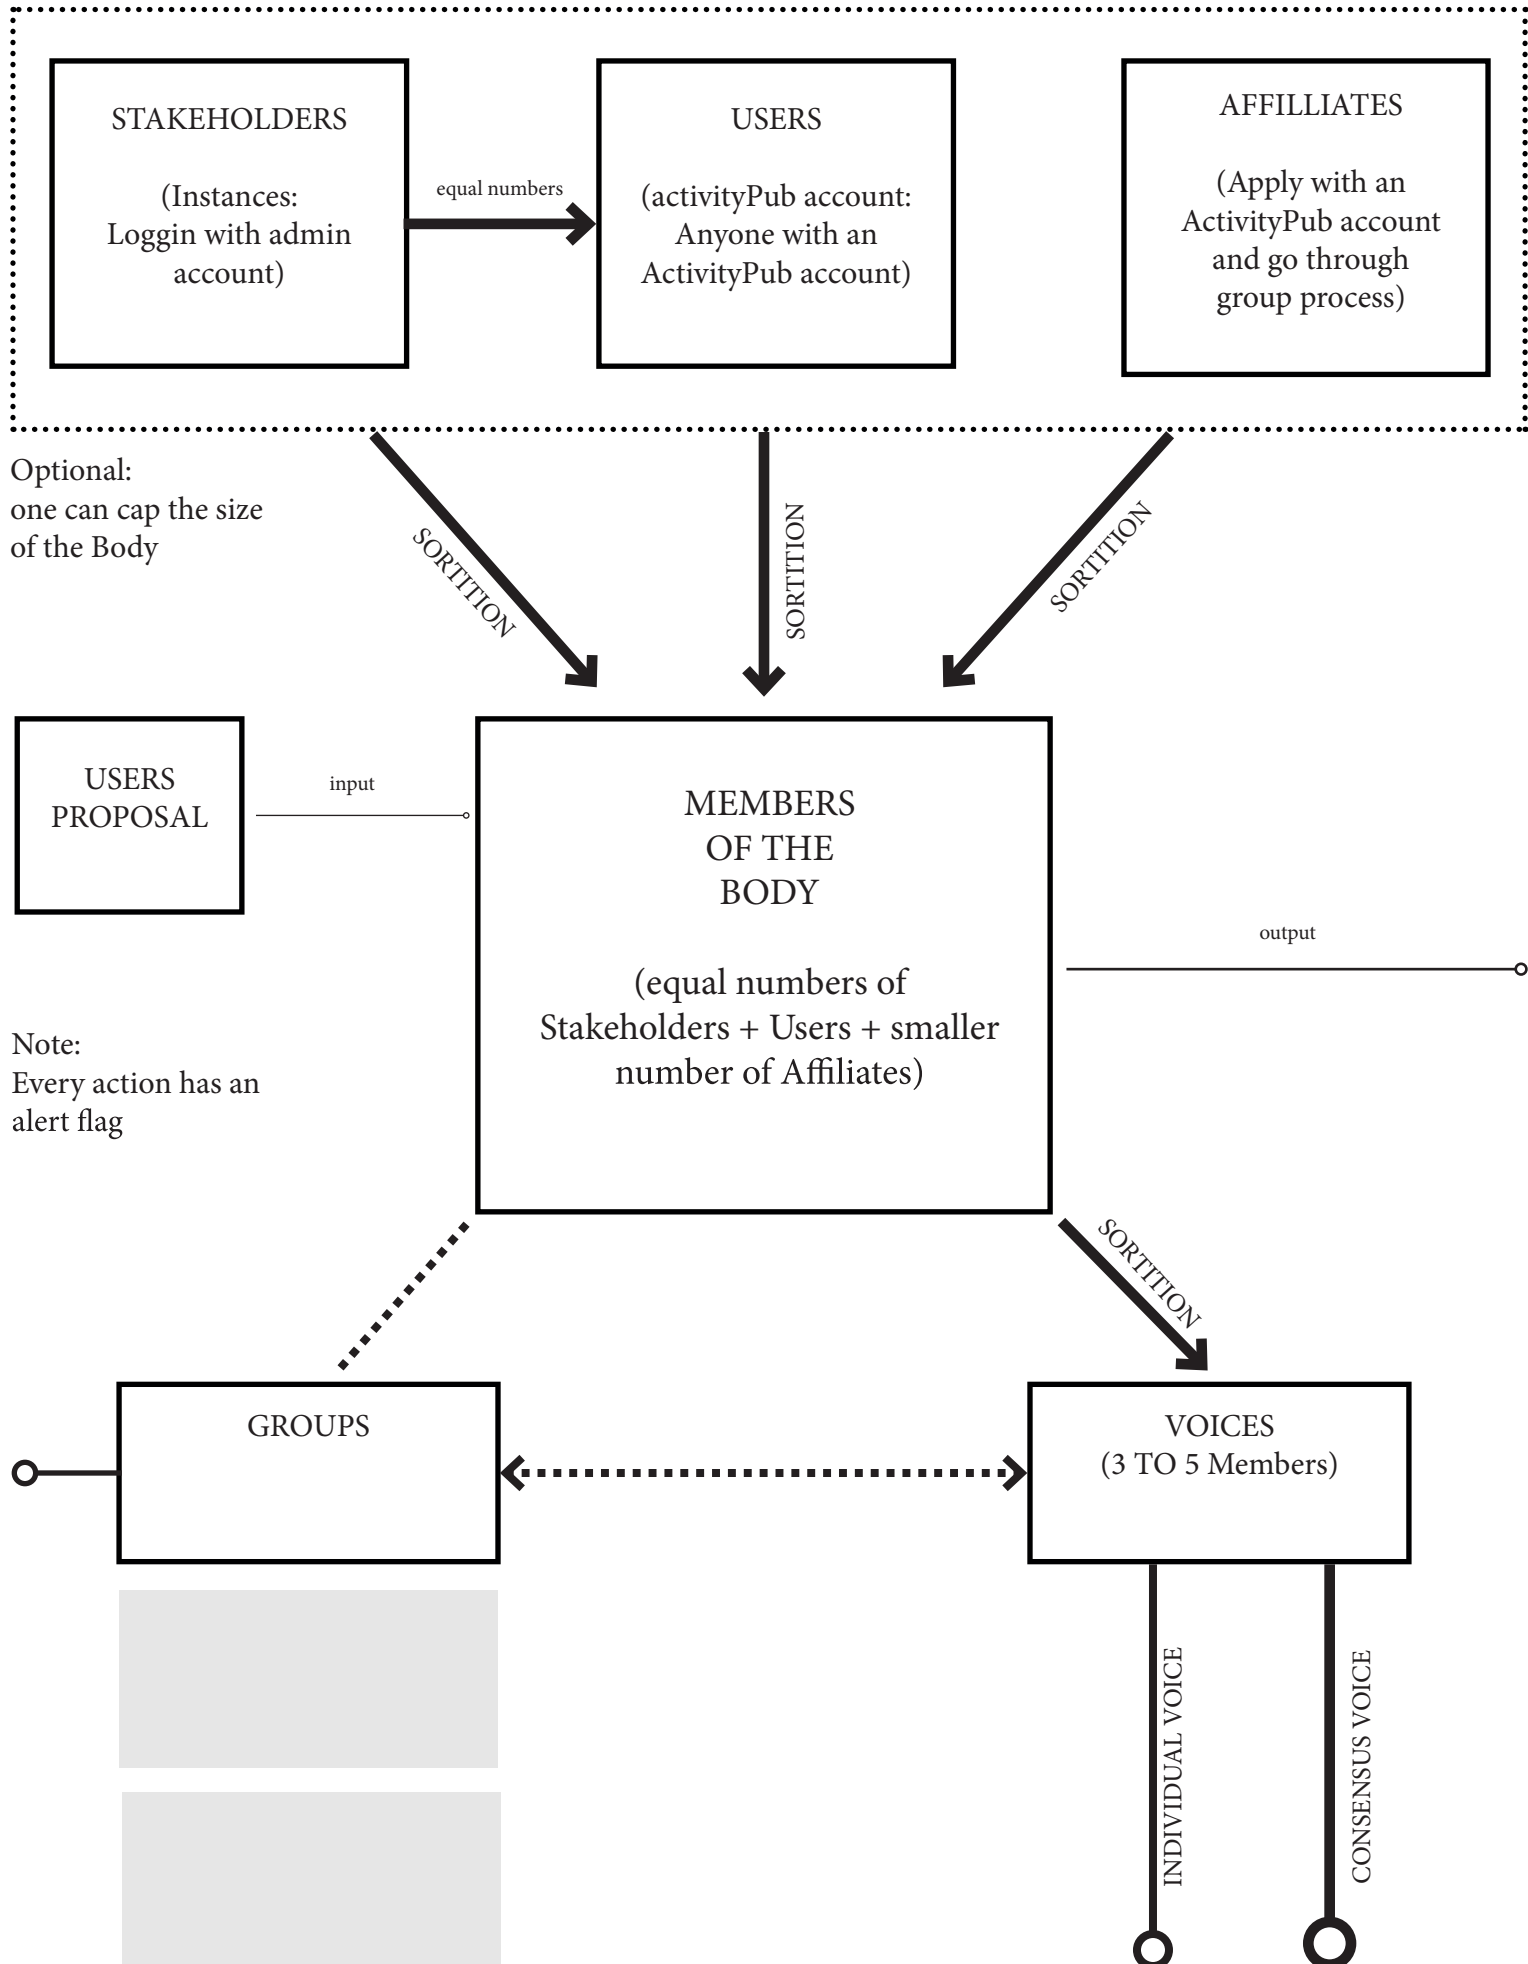 STAKEHOLDERS
(Instances:
Loggin with admin
account)
equal numbers
USERS
(activityPub account:
Anyone with an
ActivityPub account)
AFFILLIATES
(Apply with an
ActivityPub account
and go through
group process)
Optional:
one can cap the size
of the Body
SORTITION
SORTITION
SORTITION
USERS
PROPOSAL
input
MEMBERS
OF THE
BODY
(equal numbers of
Stakeholders + Users + smaller
number of Affiliates)
output
Note:
Every action has an
alert flag
SORTITION
GROUPS
VOICES
(3 TO 5 Members)
INDIVIDUAL VOICE
CONSENSUS VOICE